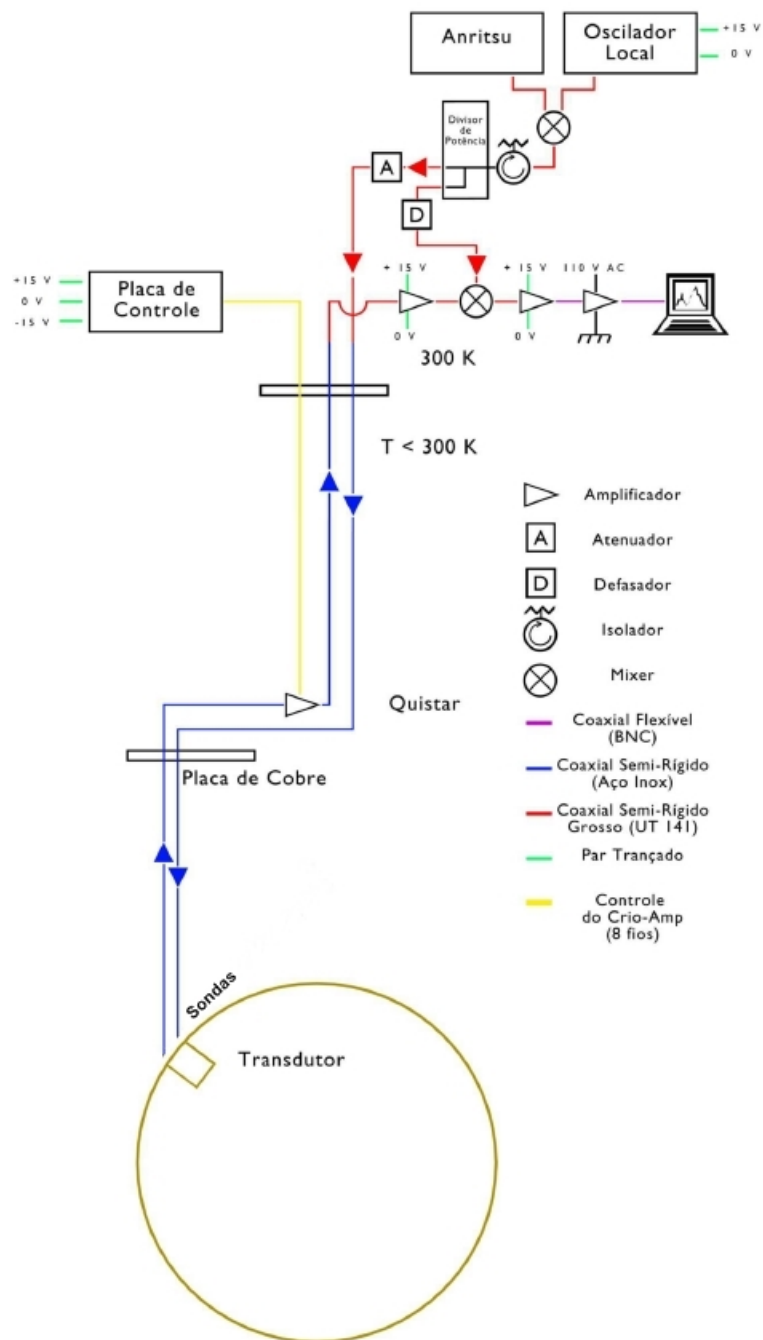 Anritsu
Oscilador
Local
+15 V
0 V
Divisor
de
Potência
A
D
+15 V
0 V
-15 V
Placa de
Controle
+ 15 V
+ 15 V
110 V AC
0 V
0 V
300 K
T < 300 K
Amplificador
A
Atenuador
D
Defasador
Isolador
Mixer
Quistar
Coaxial Flexível
(BNC)
Coaxial Semi-Rígido
(Aço Inox)
Placa de Cobre
Coaxial Semi-Rígido
Grosso (UT 141)
Par Trançado
Controle
do Crio-Amp
(8 fios)
Sondas
Transdutor